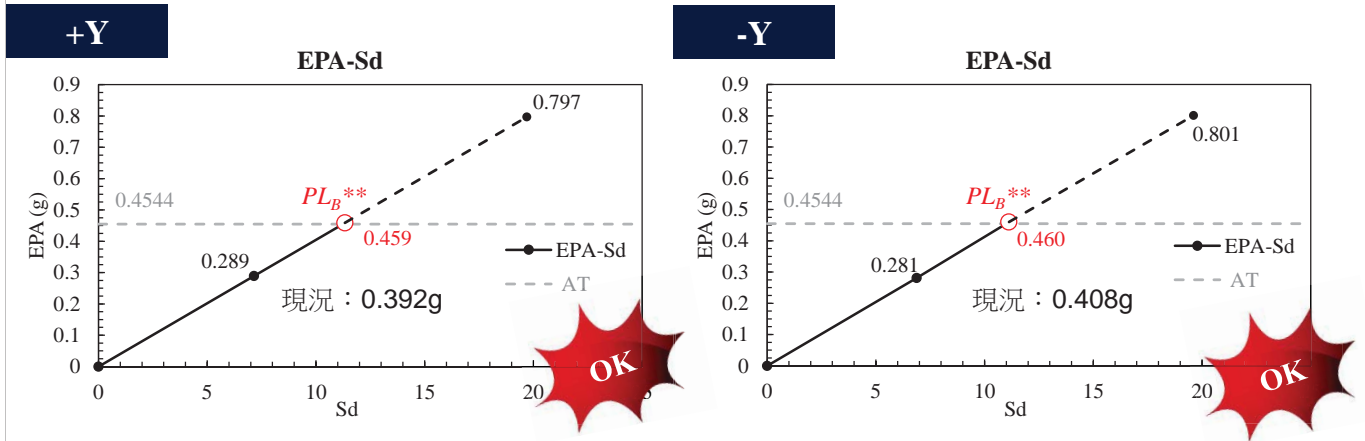 +Y
EPA-Sd
EPA (g)
0.9
0.8
0.7
0.6
0.5
0.4
0.3
0.2
0.1
0
0.797
0.4544
PL_B**
0.459
0.289
EPA-Sd
AT
現況：0.392g
OK
0
5
10
15
20
Sd
-Y
EPA-Sd
EPA (g)
0.9
0.8
0.7
0.6
0.5
0.4
0.3
0.2
0.1
0
0.801
0.4544
PL_B**
0.460
0.281
EPA-Sd
AT
現況：0.408g
OK
0
5
10
15
20
Sd